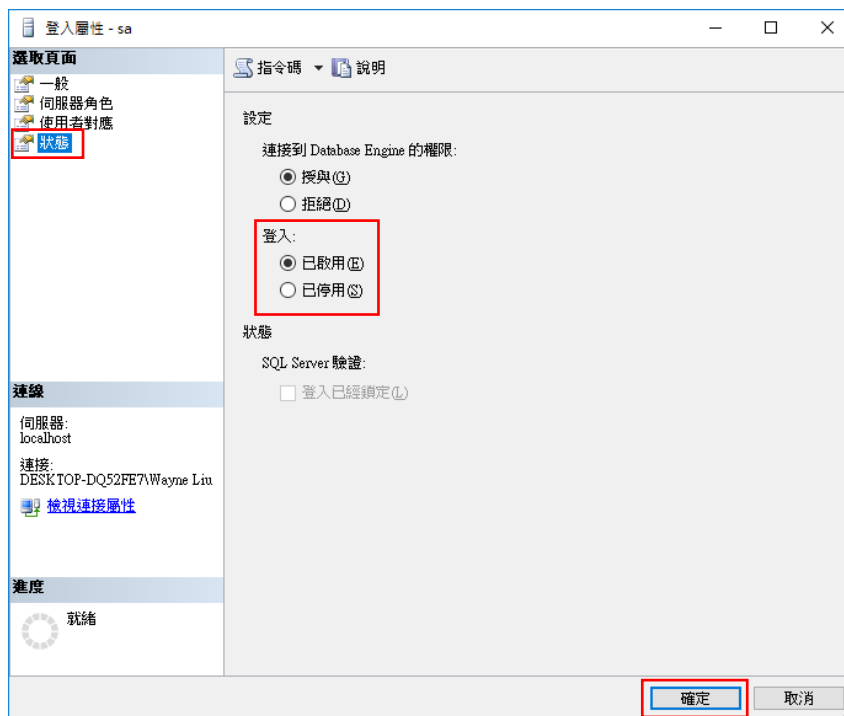 登入屬性 - sa
選取頁面
一般
伺服器角色
使用者對應
狀態
指令碼
說明
設定
連接到 Database Engine 的權限:
授與(G)
拒絕(D)
登入:
已啟用(E)
已停用(S)
狀態
SQL Server 驗證:
登入已經鎖定(L)
連線
伺服器:
localhost
連接:
DESKTOP-DQ52FE7\Wayne Liu
檢視連接屬性
進度
就緒
確定
取消